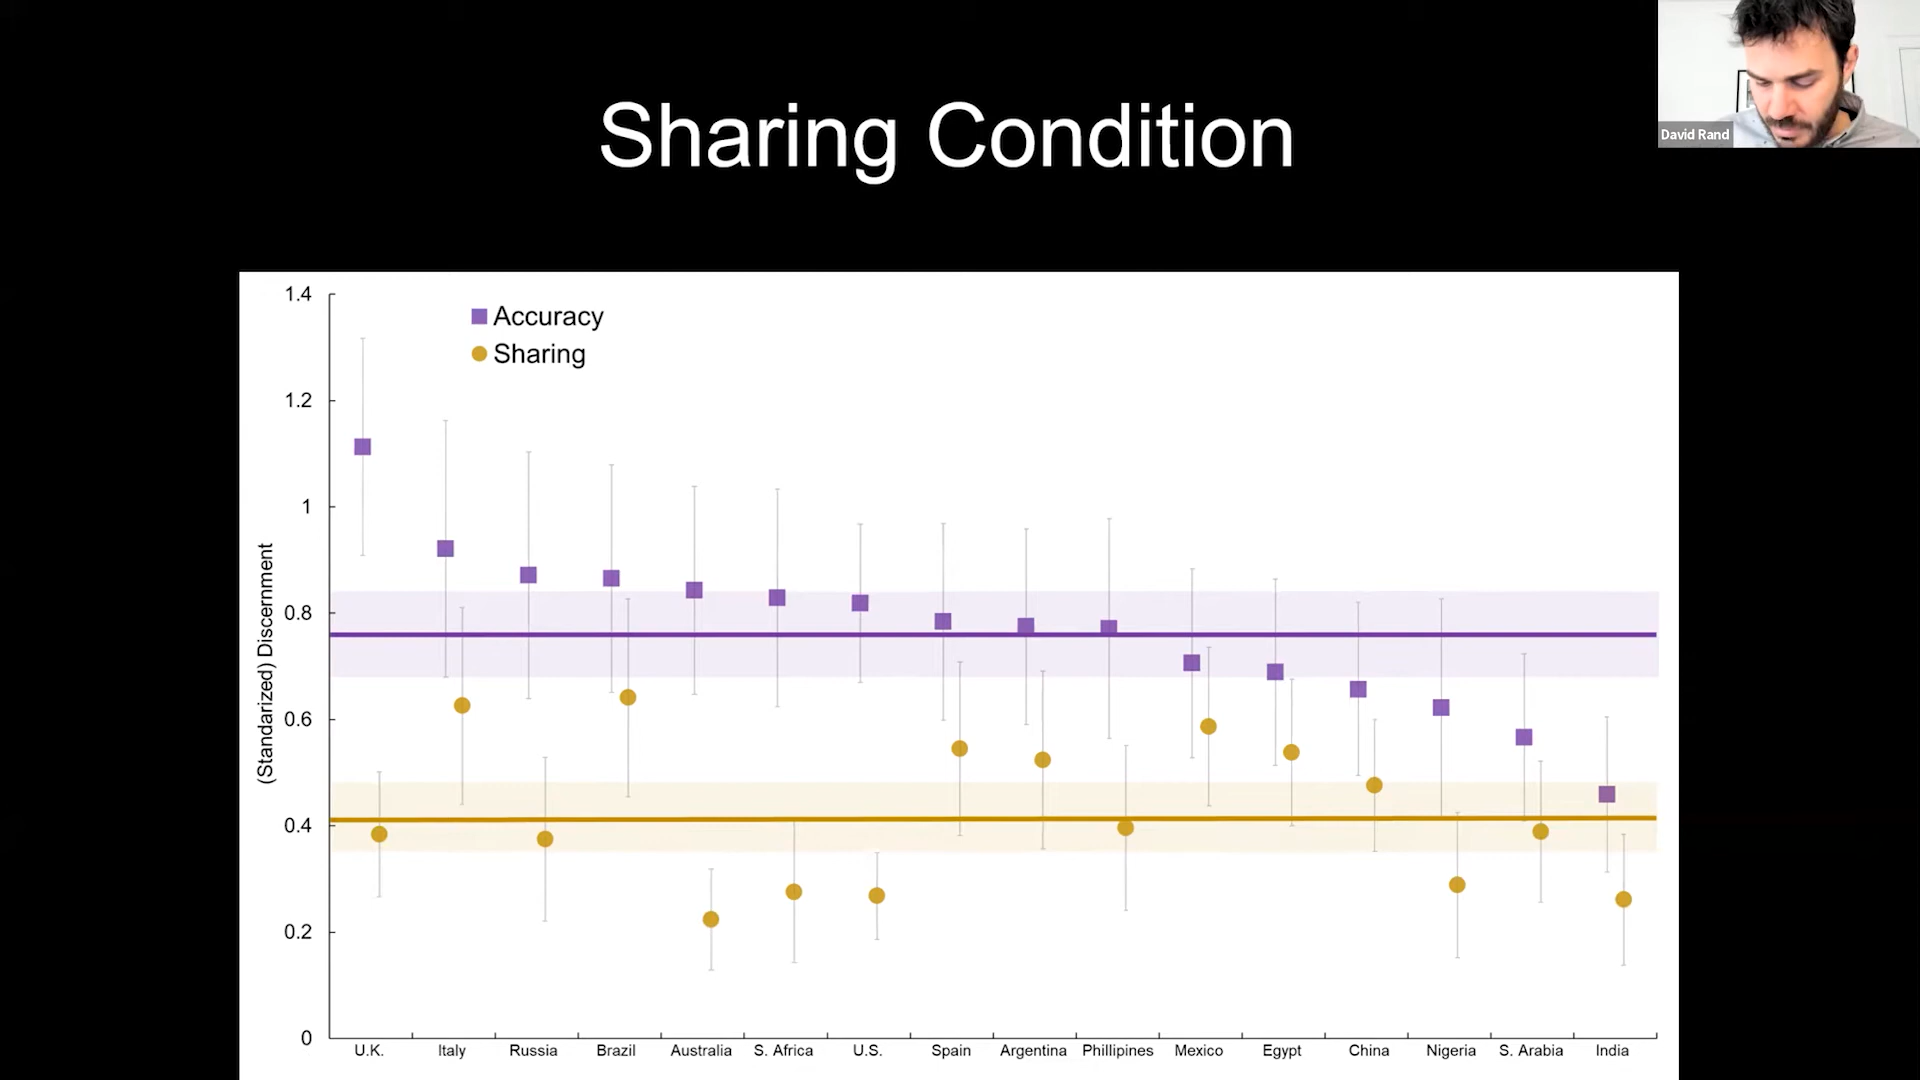 Sharing Condition
David Rand
Accuracy
Sharing
(Standarized) Discernment
1.4
1.2
1
0.8
0.6
0.4
0.2
0
U.K. Italy Russia Brazil Australia S. Africa U.S. Spain Argentina Phillipines Mexico Egypt China Nigeria S. Arabia India